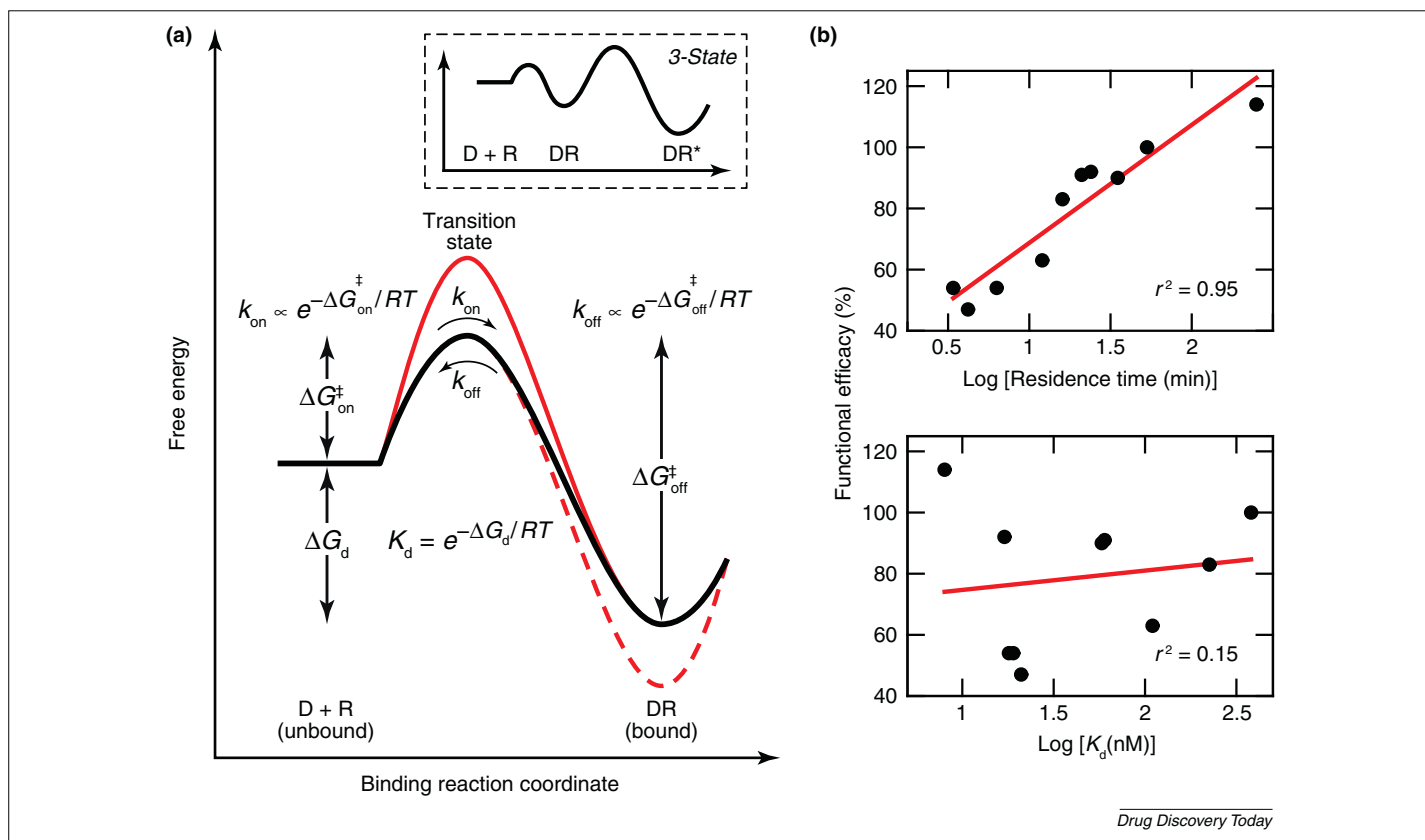 (a)
3-State
D + R
DR
DR*
Transition
state
k_on ∝ e^−ΔG‡_on/RT
k_on
k_off ∝ e^−ΔG‡_off/RT
k_off
ΔG‡_on
ΔG‡_off
ΔG_d
K_d = e^−ΔG_d/RT
Free energy
D + R
(unbound)
DR
(bound)
Binding reaction coordinate
(b)
120
100
80
60
40
r² = 0.95
0.5 1 1.5 2
Log [Residence time (min)]
Functional efficacy (%)
120
100
80
60
40
r² = 0.15
1 1.5 2 2.5
Log [K_d(nM)]
Drug Discovery Today